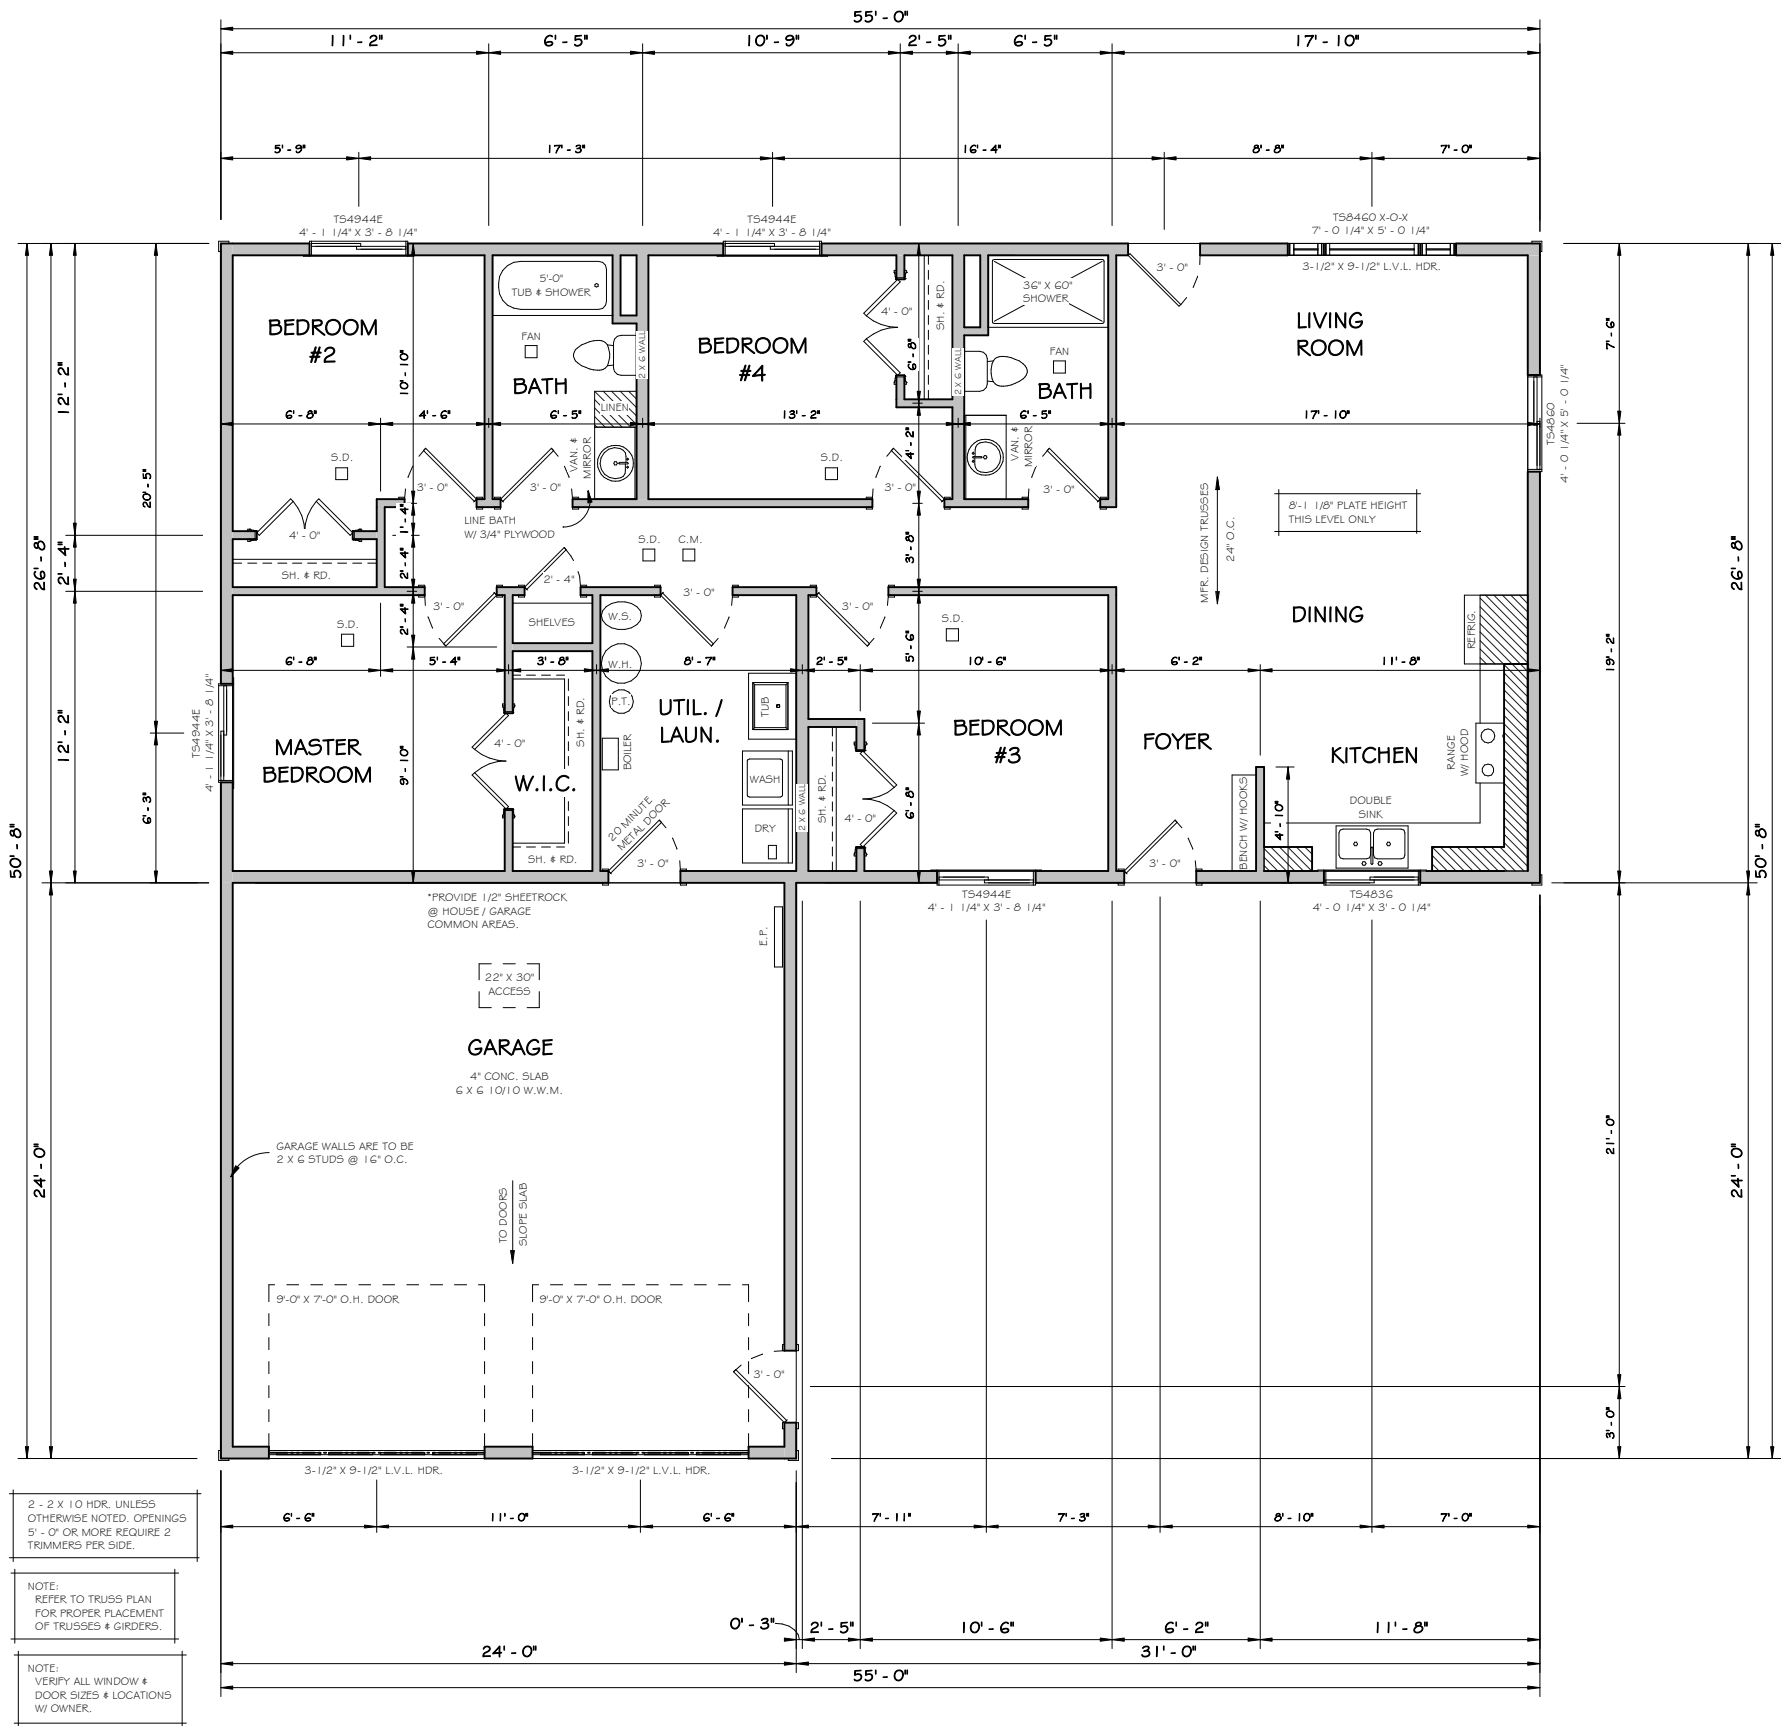 55' - 0"
11' - 2"
6' - 5"
10' - 9"
2' - 5"
6' - 5"
17' - 10"
5' - 9"
17' - 3"
16' - 4"
8' - 8"
7' - 0"
TS4944E
4' - 1 1/4" X 3' - 8 1/4"
TS4944E
4' - 1 1/4" X 3' - 8 1/4"
TS8460 X-O-X
7' - 0 1/4" X 5' - 0 1/4"
3-1/2" X 9-1/2" L.V.L. HDR.
3' - 0"
5'-0"
TUB & SHOWER
36" X 60"
SHOWER
BEDROOM
#2
FAN
BATH
2 X 6 WALL
BEDROOM
#4
4' - 0"
SH. & RD.
6' - 8"
2 X 6 WALL
FAN
BATH
LIVING
ROOM
7' - 6"
TS4860
4' - 0 1/4" X 5' - 0 1/4"
12' - 2"
10' - 10"
LINEN
6' - 8"
4' - 6"
6' - 5"
13' - 2"
6' - 5"
17' - 10"
4' - 2"
VAN. &
MIRROR
VAN. &
MIRROR
S.D.
S.D.
3' - 0"
3' - 0"
3' - 0"
3' - 0"
20' - 5"
26' - 8"
26' - 8"
8'-1 1/8" PLATE HEIGHT
THIS LEVEL ONLY
MFR. DESIGN TRUSSES
24" O.C.
1' - 4"
LINE BATH
W/ 3/4" PLYWOOD
4' - 0"
S.D.
C.M.
3' - 8"
2' - 4"
2' - 4"
SH. & RD.
2' - 4"
3' - 0"
3' - 0"
3' - 0"
2' - 4"
S.D.
SHELVES
W.S.
S.D.
DINING
REFRIG.
5' - 6"
19' - 2"
6' - 8"
5' - 4"
3' - 8"
W.H.
8' - 7"
2' - 5"
10' - 6"
6' - 2"
11' - 8"
TS4944E
4' - 1 1/4" X 3' - 8 1/4"
12' - 2"
P.T.
TUB
UTIL. /
LAUN.
SH. & RD.
4' - 0"
BOILER
MASTER
BEDROOM
9' - 10"
W.I.C.
WASH
BEDROOM
#3
FOYER
KITCHEN
RANGE
W/ HOOD
6' - 3"
20 MINUTE
METAL DOOR
DRY
2 X 6 WALL
SH. & RD.
4' - 0"
6' - 8"
BENCH W/ HOOKS
4' - 10"
DOUBLE
SINK
50' - 8"
50' - 8"
SH. & RD.
3' - 0"
3' - 0"
*PROVIDE 1/2" SHEETROCK
@ HOUSE / GARAGE
COMMON AREAS.
TS4944E
4' - 1 1/4" X 3' - 8 1/4"
TS4836
4' - 0 1/4" X 3' - 0 1/4"
E.P.
22" X 30"
ACCESS
GARAGE
4" CONC. SLAB
6 X 6 10/10 W.W.M.
GARAGE WALLS ARE TO BE
2 X 6 STUDS @ 16" O.C.
24' - 0"
21' - 0"
24' - 0"
TO DOORS
SLOPE SLAB
9'-0" X 7'-0" O.H. DOOR
9'-0" X 7'-0" O.H. DOOR
3' - 0"
3' - 0"
3-1/2" X 9-1/2" L.V.L. HDR.
3-1/2" X 9-1/2" L.V.L. HDR.
2 - 2 X 10 HDR. UNLESS
OTHERWISE NOTED. OPENINGS
5' - 0" OR MORE REQUIRE 2
TRIMMERS PER SIDE.
6' - 6"
11' - 0"
6' - 6"
7' - 11"
7' - 3"
8' - 10"
7' - 0"
NOTE:
REFER TO TRUSS PLAN
FOR PROPER PLACEMENT
OF TRUSSES & GIRDERS.
0' - 3"
2' - 5"
10' - 6"
6' - 2"
11' - 8"
24' - 0"
31' - 0"
55' - 0"
NOTE:
VERIFY ALL WINDOW &
DOOR SIZES & LOCATIONS
W/ OWNER.